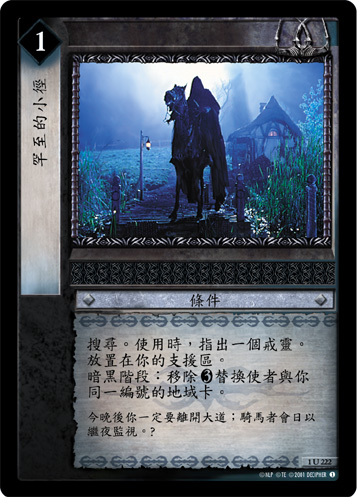 1
罕至的小徑
條件
搜尋。使用時，指出一個戒靈。
放置在你的支援區。
暗黑階段：移除3替換使者與你
同一編號的地域卡。
今晚後你一定要離開大道；騎馬者會日以
繼夜監視。?
1 U 222
©NLP ©TE ©2001 DECIPHER